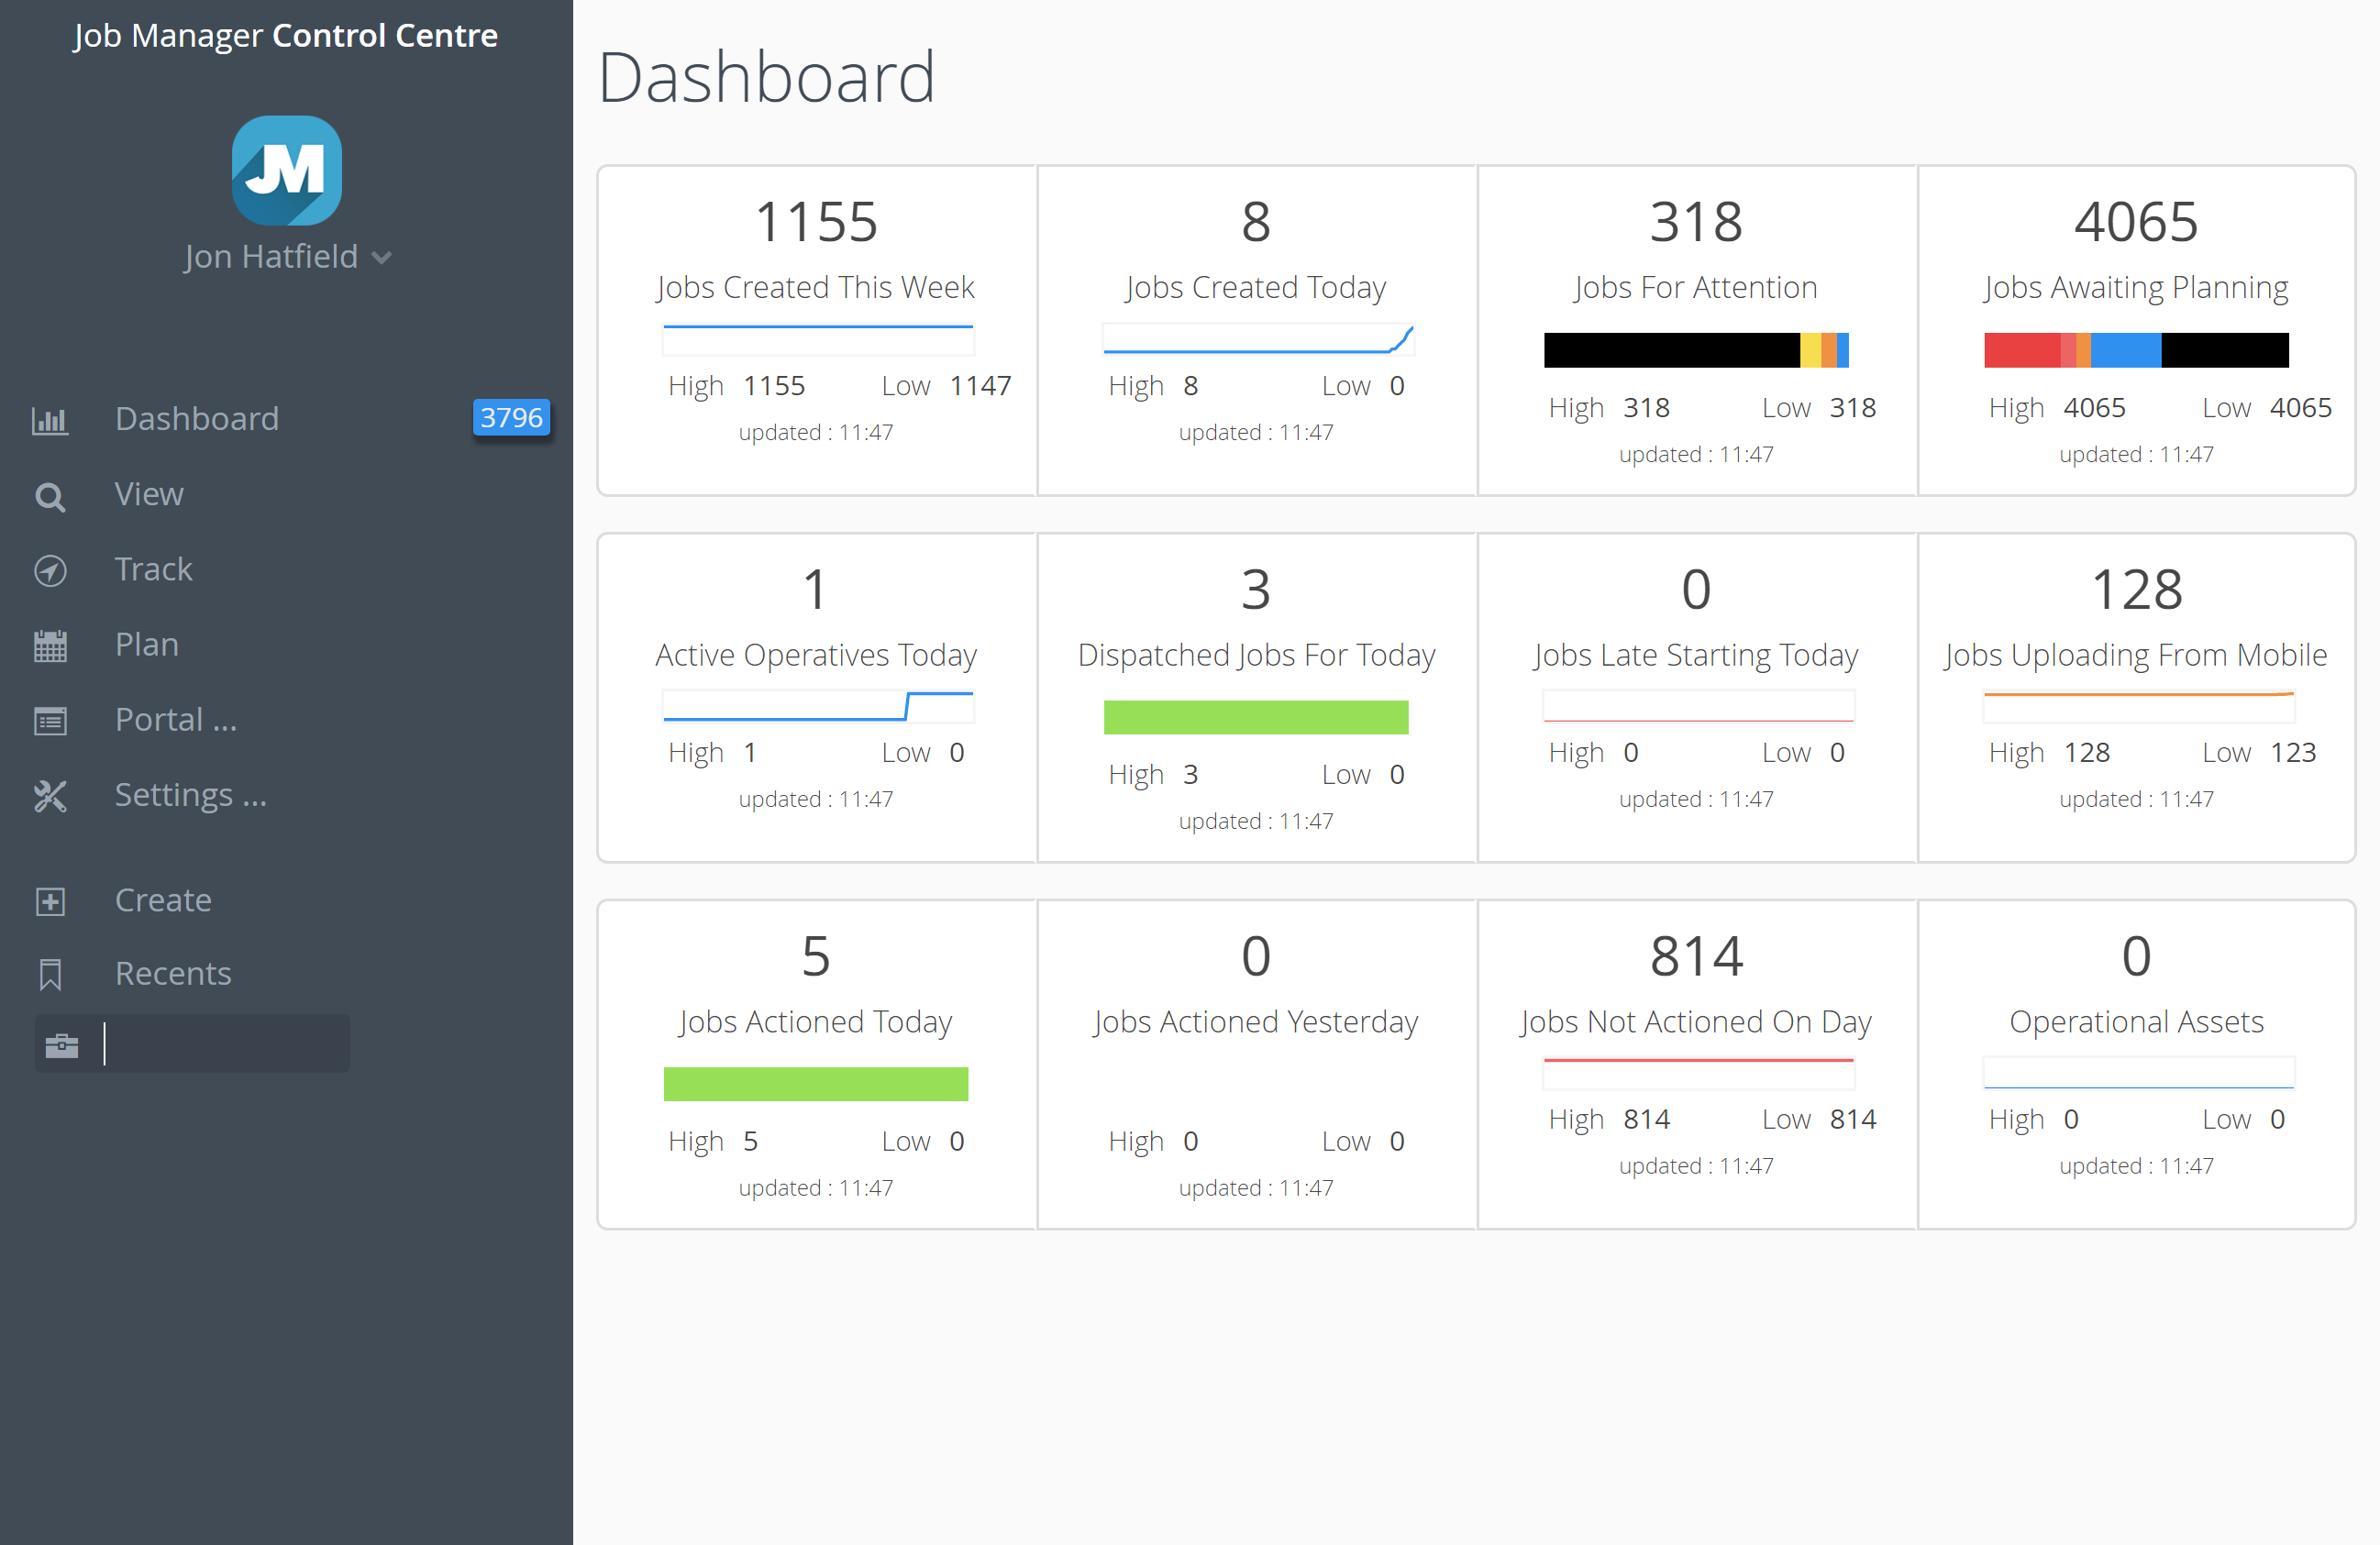 Job Manager Control Centre
JM
Jon Hatfield
Dashboard 3796
View
Track
Plan
Portal ...
Settings ...
Create
Recents
Dashboard
1155
Jobs Created This Week
High 1155 Low 1147
updated : 11:47
8
Jobs Created Today
High 8 Low 0
updated : 11:47
318
Jobs For Attention
High 318 Low 318
updated : 11:47
4065
Jobs Awaiting Planning
High 4065 Low 4065
updated : 11:47
1
Active Operatives Today
High 1 Low 0
updated : 11:47
3
Dispatched Jobs For Today
High 3 Low 0
updated : 11:47
0
Jobs Late Starting Today
High 0 Low 0
updated : 11:47
128
Jobs Uploading From Mobile
High 128 Low 123
updated : 11:47
5
Jobs Actioned Today
High 5 Low 0
updated : 11:47
0
Jobs Actioned Yesterday
High 0 Low 0
updated : 11:47
814
Jobs Not Actioned On Day
High 814 Low 814
updated : 11:47
0
Operational Assets
High 0 Low 0
updated : 11:47